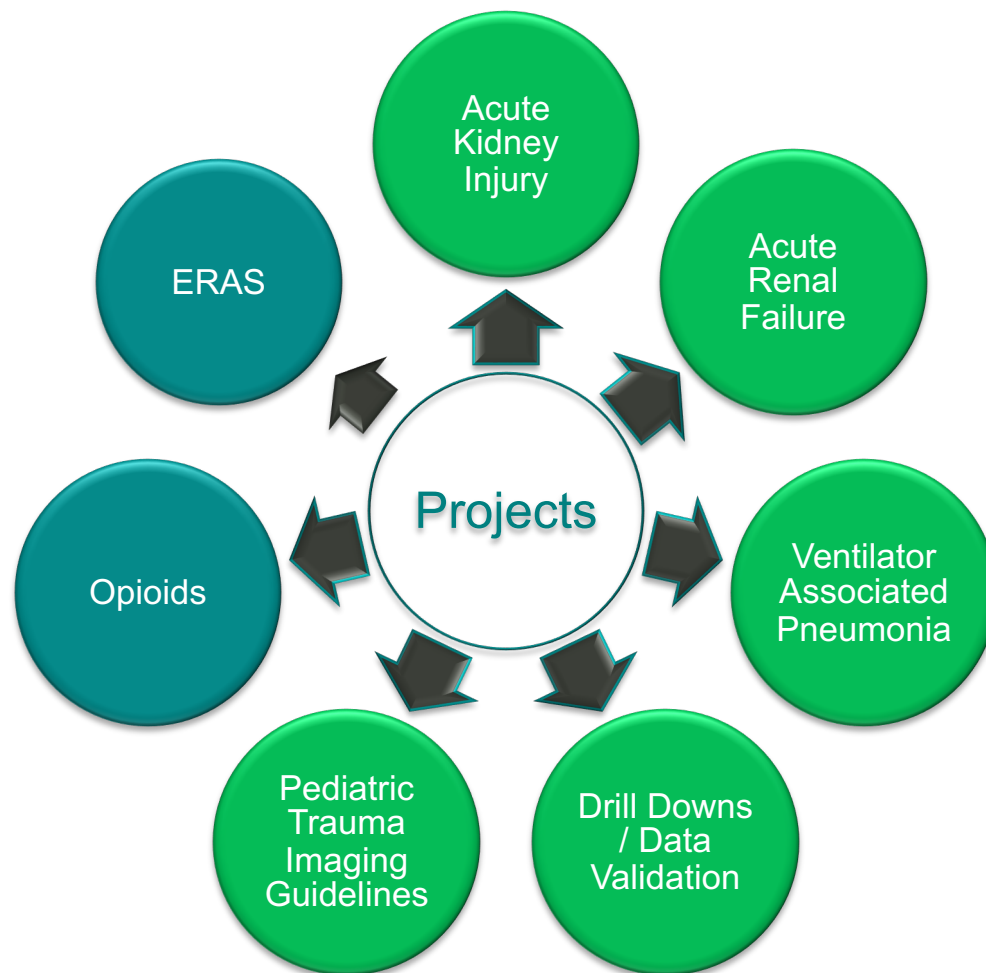 Acute
Kidney
Injury
Acute
Renal
Failure
Ventilator
Associated
Pneumonia
Drill Downs
/ Data
Validation
Pediatric
Trauma
Imaging
Guidelines
Opioids
ERAS
Projects